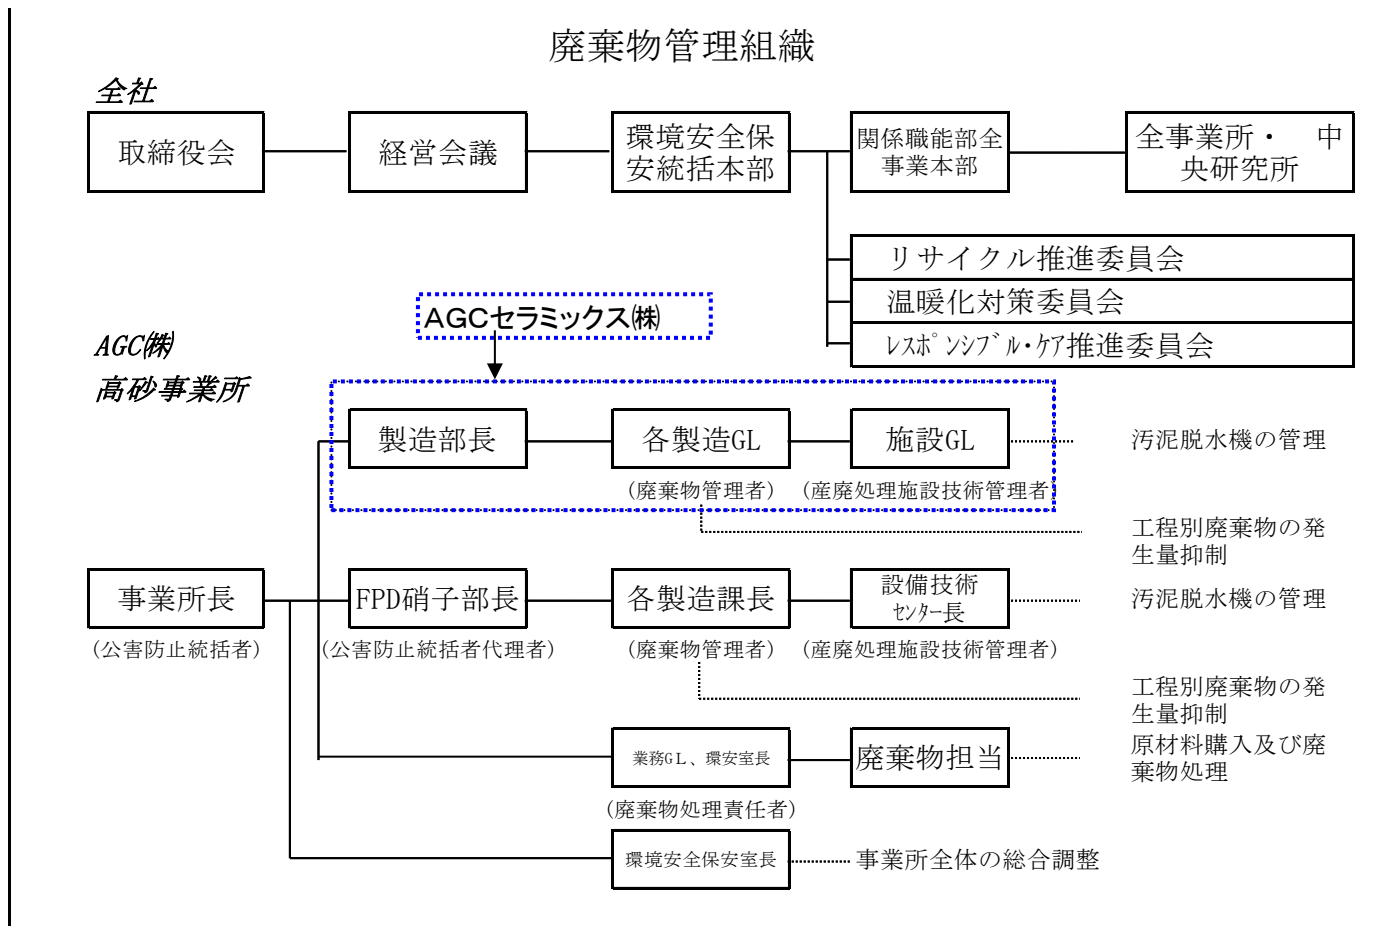 廃棄物管理組織
全社
取締役会
経営会議
環境安全保
安統括本部
関係職能部全
事業本部
全事業所・ 中
央研究所
リサイクル推進委員会
温暖化対策委員会
ﾚｽﾎﾟﾝｼﾌﾞﾙ･ｹｱ推進委員会
AGCセラミックス㈱
AGC㈱
高砂事業所
製造部長
各製造GL
施設GL
汚泥脱水機の管理
(廃棄物管理者)
(産廃処理施設技術管理者)
工程別廃棄物の発
生量抑制
事業所長
FPD硝子部長
各製造課長
設備技術
ｾﾝﾀｰ長
汚泥脱水機の管理
(公害防止統括者)
(公害防止統括者代理者)
(廃棄物管理者)
(産廃処理施設技術管理者)
工程別廃棄物の発
生量抑制
業務GL、環安室長
廃棄物担当
原材料購入及び廃
棄物処理
(廃棄物処理責任者)
環境安全保安室長
事業所全体の総合調整